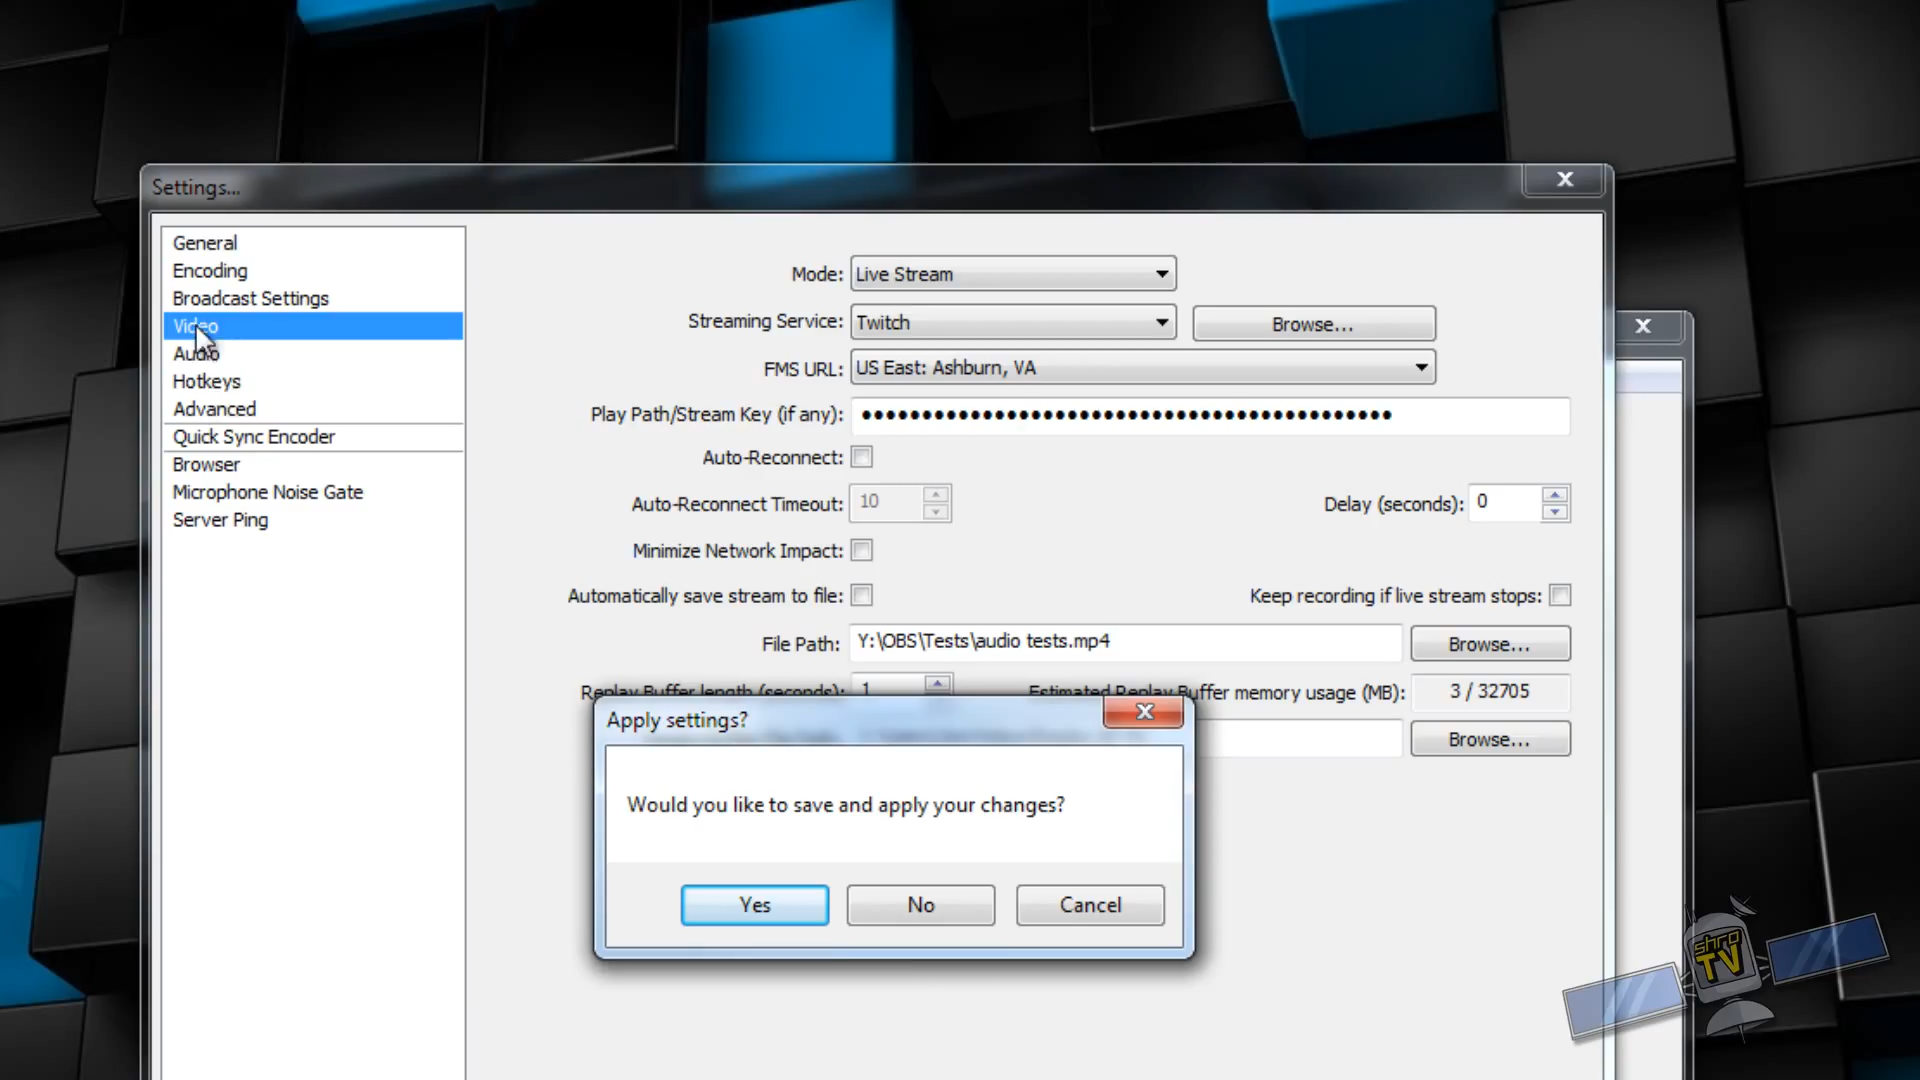 Settings...
General
Encoding
Broadcast Settings
Video
Audio
Hotkeys
Advanced
Quick Sync Encoder
Browser
Microphone Noise Gate
Server Ping
Mode: Live Stream
Streaming Service: Twitch Browse...
FMS URL: US East: Ashburn, VA
Play Path/Stream Key (if any): ••••••••••••••••••••••••••••••••••••••••••••
Auto-Reconnect:
Auto-Reconnect Timeout: 10 Delay (seconds): 0
Minimize Network Impact:
Automatically save stream to file: Keep recording if live stream stops:
File Path: Y:\OBS\Tests\audio tests.mp4 Browse...
Replay Buffer length (seconds): 1 Estimated Replay Buffer memory usage (MB): 3 / 32705
Browse...
Apply settings?
Would you like to save and apply your changes?
Yes No Cancel
shro
TV